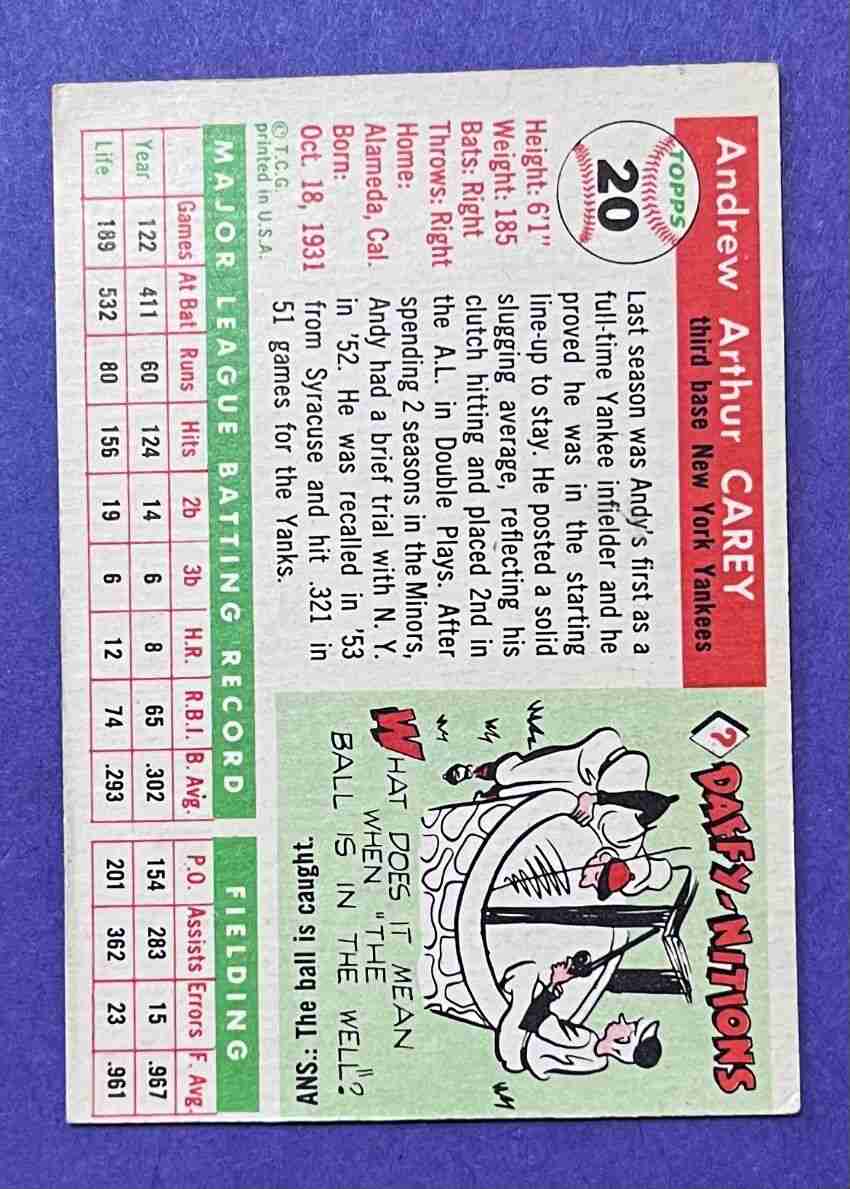 Andrew Arthur CAREY
third base New York Yankees
TOPPS
20
Height: 6'1"
Weight: 185
Bats: Right
Throws: Right
Home:
Alameda, Cal.
Born:
Oct. 18, 1931
© T.C.G.
printed in U.S.A.
Last season was Andy's first as a
full-time Yankee infielder and he
proved he was in the starting
line-up to stay. He posted a solid
slugging average, reflecting his
clutch hitting and placed 2nd in
the A.L. in Double Plays. After
spending 2 seasons in the Minors,
Andy had a brief trial with N. Y.
in '52. He was recalled in '53
from Syracuse and hit .321 in
51 games for the Yanks.
? DAFFY-NITIONS
WHAT DOES IT MEAN
WHEN "THE
BALL IS IN THE WELL"?
ANS.: The ball is caught.
MAJOR LEAGUE BATTING RECORD
Games At Bat Runs Hits 2b 3b H.R. R.B.I. B. Avg.
Year 122 411 60 124 14 6 8 65 .302
Life 189 532 80 156 19 6 12 74 .293
FIELDING
P.O. Assists Errors F. Avg.
154 283 15 .967
201 362 23 .961